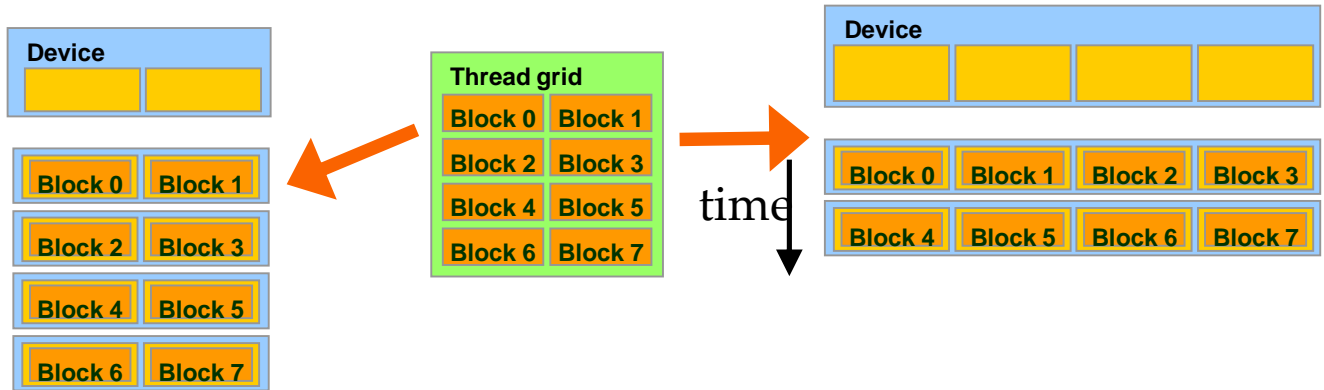 Device
Block 0 Block 1
Block 2 Block 3
Block 4 Block 5
Block 6 Block 7
Thread grid
Block 0 Block 1
Block 2 Block 3
Block 4 Block 5
Block 6 Block 7
time
Device
Block 0 Block 1 Block 2 Block 3
Block 4 Block 5 Block 6 Block 7